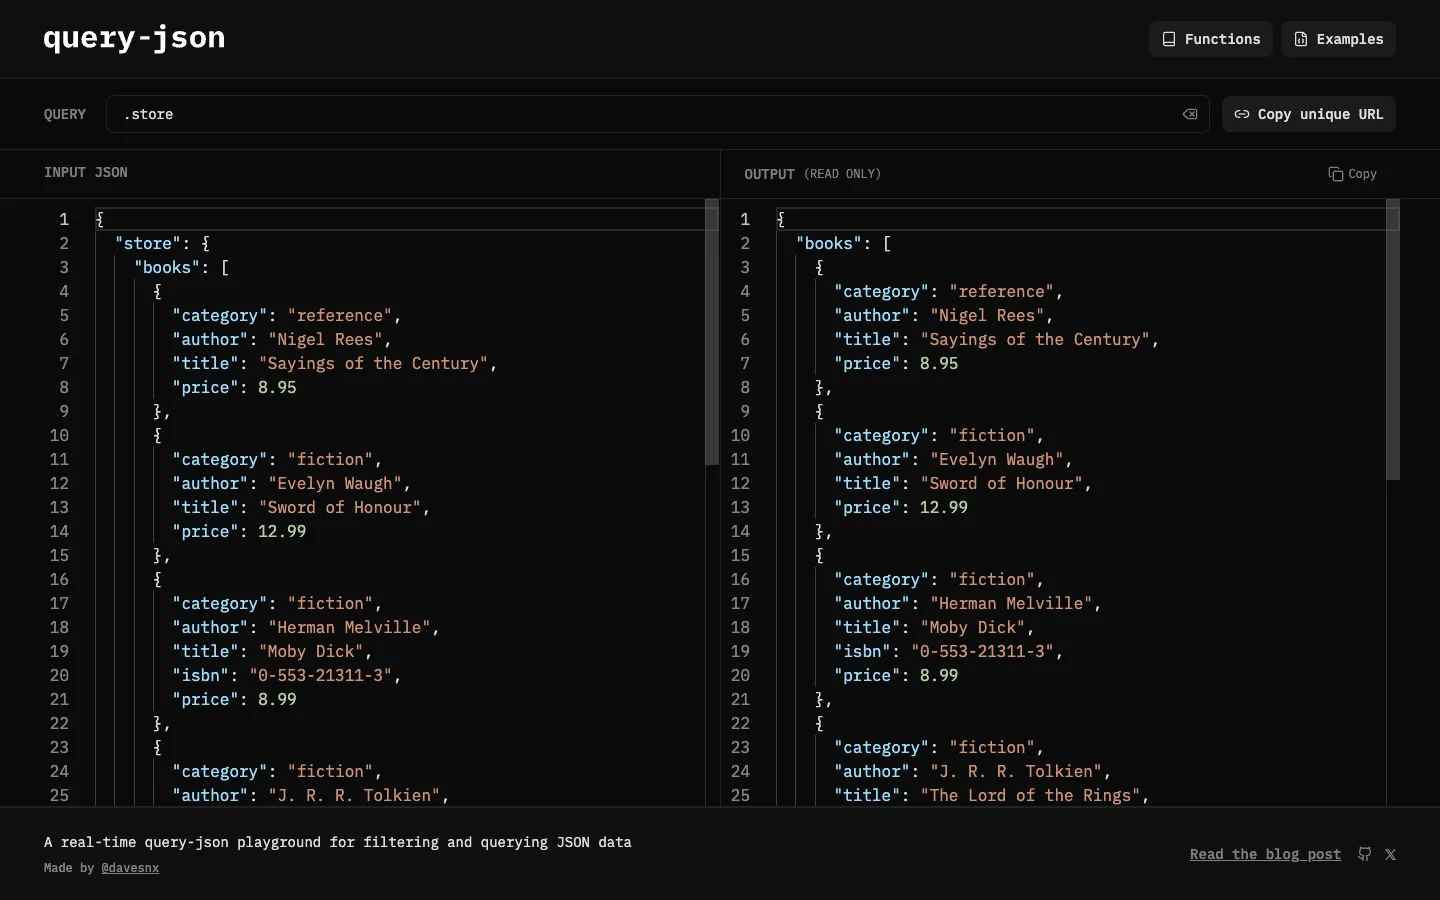 query-json
Functions
Examples
QUERY
.store
Copy unique URL
INPUT JSON
1 {
2 "store": {
3 "books": [
4 {
5 "category": "reference",
6 "author": "Nigel Rees",
7 "title": "Sayings of the Century",
8 "price": 8.95
9 },
10 {
11 "category": "fiction",
12 "author": "Evelyn Waugh",
13 "title": "Sword of Honour",
14 "price": 12.99
15 },
16 {
17 "category": "fiction",
18 "author": "Herman Melville",
19 "title": "Moby Dick",
20 "isbn": "0-553-21311-3",
21 "price": 8.99
22 },
23 {
24 "category": "fiction",
25 "author": "J. R. R. Tolkien",
OUTPUT (READ ONLY)
Copy
1 {
2 "books": [
3 {
4 "category": "reference",
5 "author": "Nigel Rees",
6 "title": "Sayings of the Century",
7 "price": 8.95
8 },
9 {
10 "category": "fiction",
11 "author": "Evelyn Waugh",
12 "title": "Sword of Honour",
13 "price": 12.99
14 },
15 {
16 "category": "fiction",
17 "author": "Herman Melville",
18 "title": "Moby Dick",
19 "isbn": "0-553-21311-3",
20 "price": 8.99
21 },
22 {
23 "category": "fiction",
24 "author": "J. R. R. Tolkien",
25 "title": "The Lord of the Rings",
A real-time query-json playground for filtering and querying JSON data
Made by @davesnx
Read the blog post